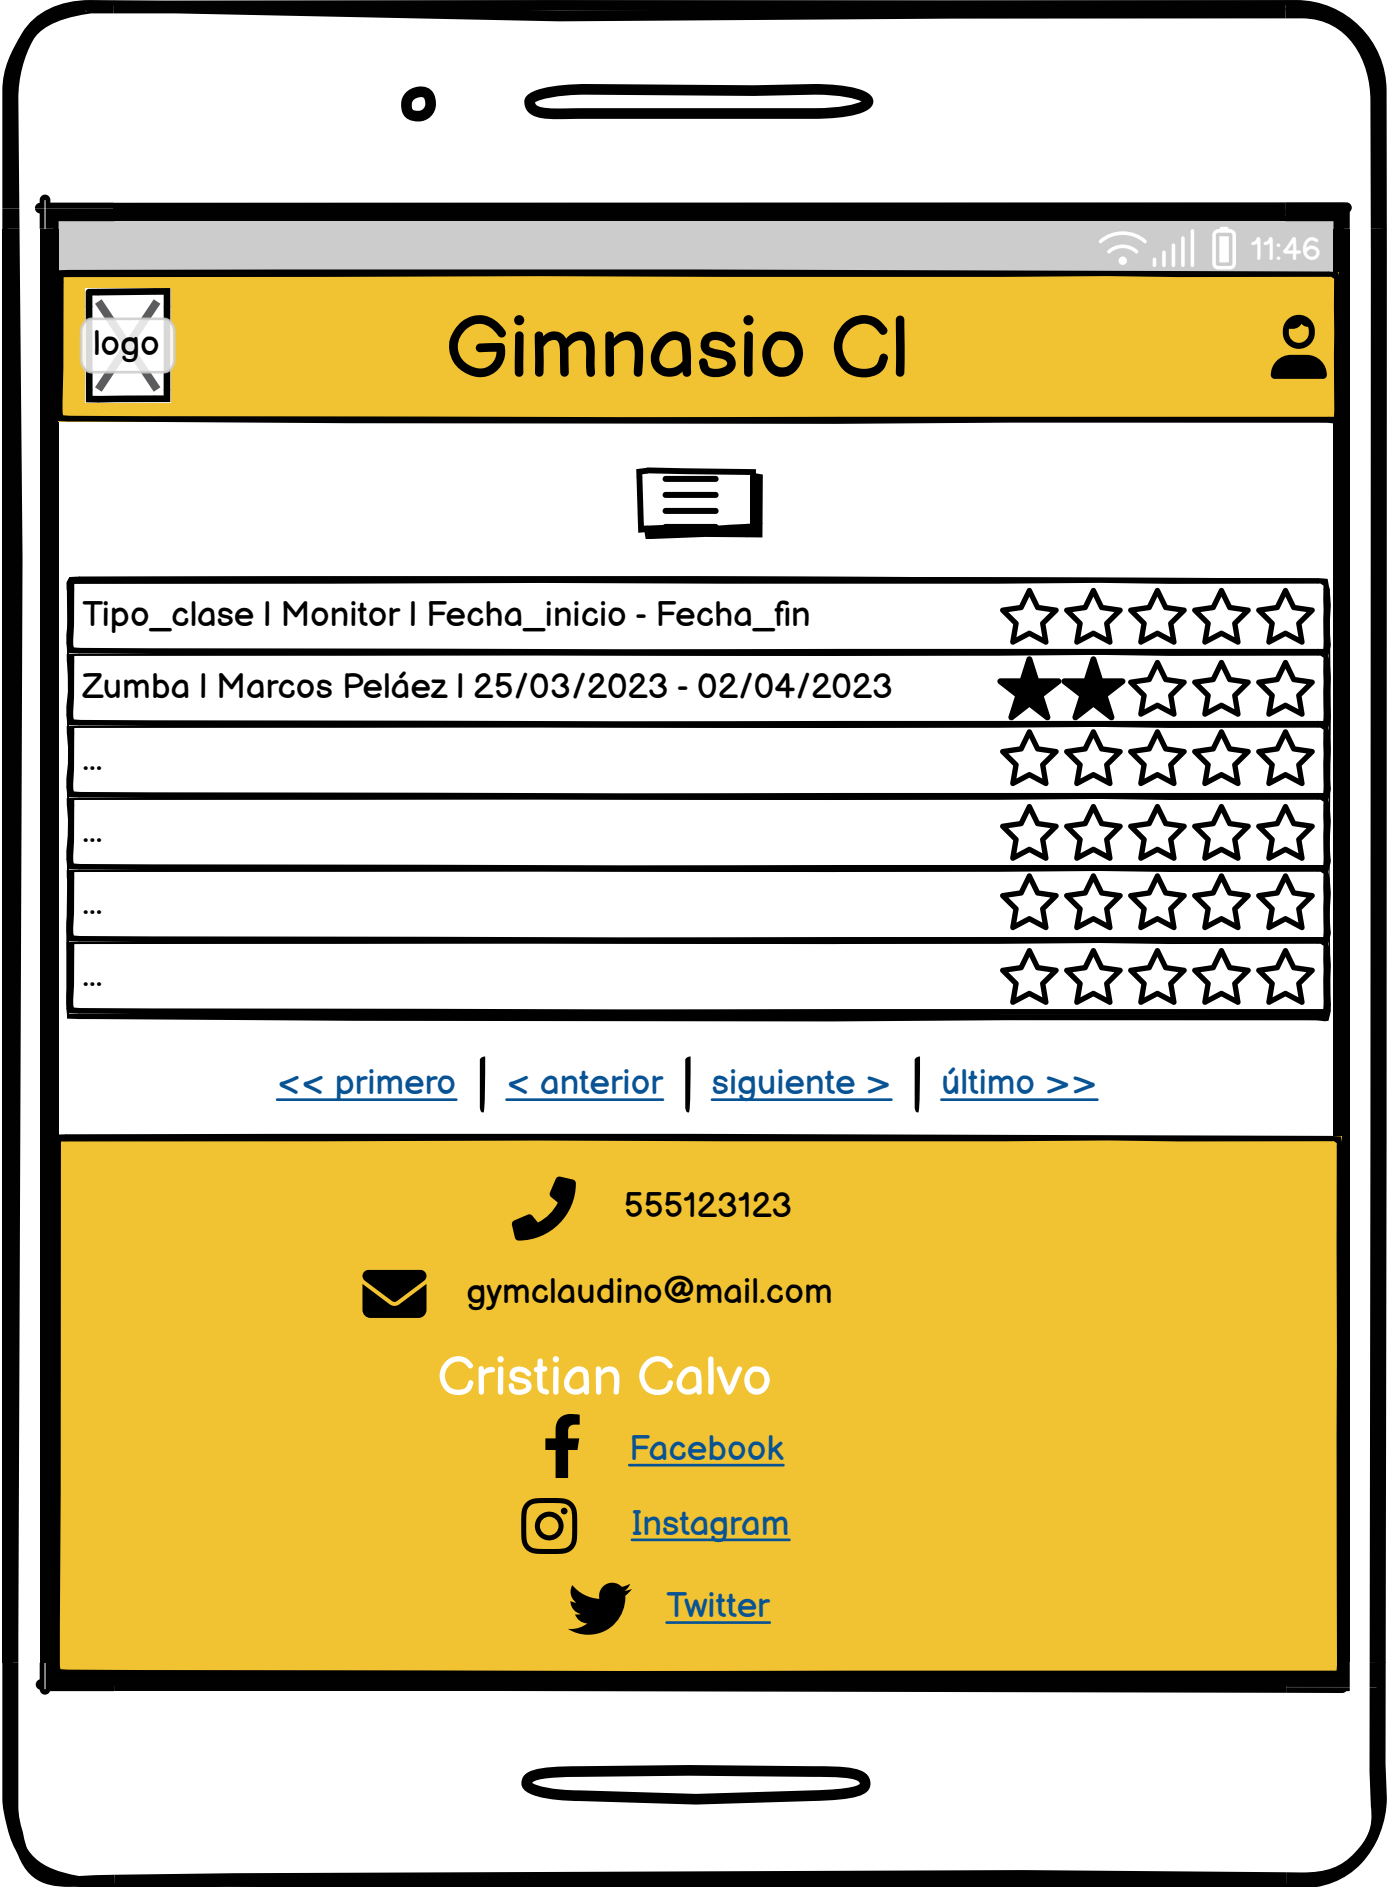 11:46
logo
Gimnasio Cl
Tipo_clase | Monitor | Fecha_inicio - Fecha_fin
Zumba | Marcos Peláez | 25/03/2023 - 02/04/2023
...
...
...
...
<< primero | < anterior | siguiente > | último >>
555123123
gymclaudino@mail.com
Cristian Calvo
Facebook
Instagram
Twitter